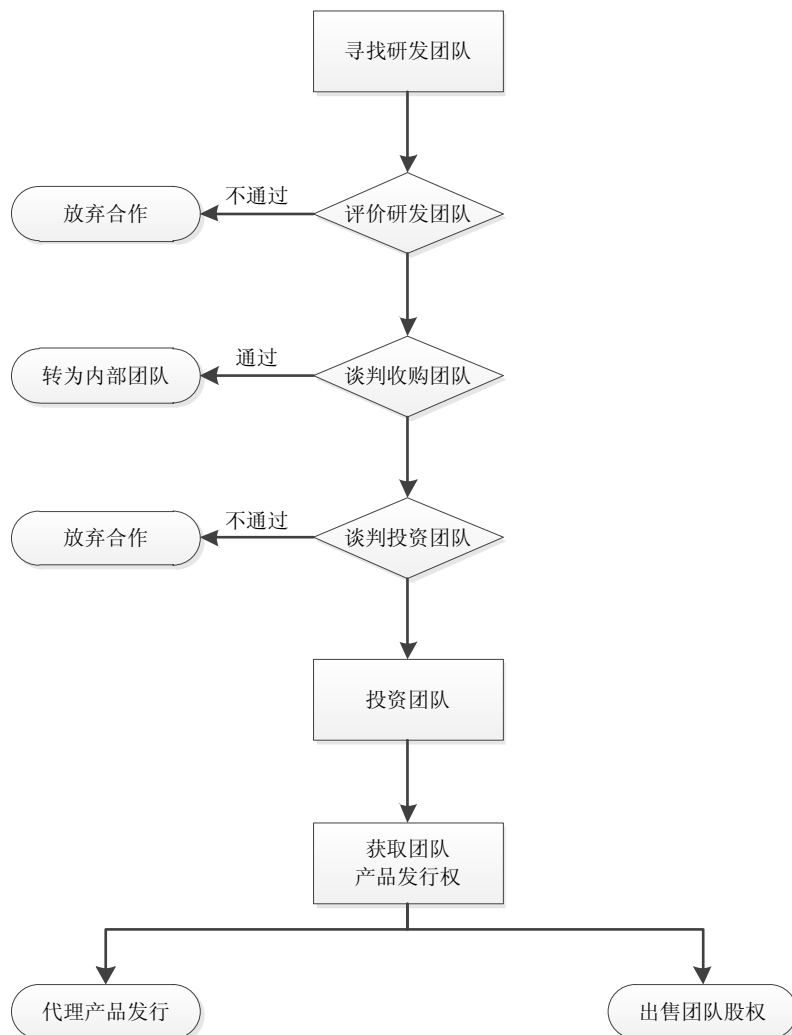 寻找研发团队
不通过
放弃合作
评价研发团队
通过
转为内部团队
谈判收购团队
不通过
放弃合作
谈判投资团队
投资团队
获取团队
产品发行权
代理产品发行
出售团队股权